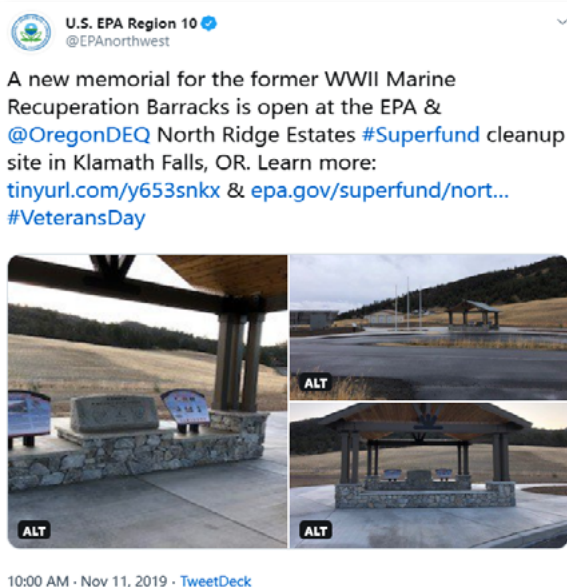 U.S. EPA Region 10
@EPAnorthwest
A new memorial for the former WWII Marine
Recuperation Barracks is open at the EPA &
@OregonDEQ North Ridge Estates #Superfund cleanup
site in Klamath Falls, OR. Learn more:
tinyurl.com/y653snkx & epa.gov/superfund/nort...
#VeteransDay
ALT
ALT
ALT
10:00 AM · Nov 11, 2019 · TweetDeck